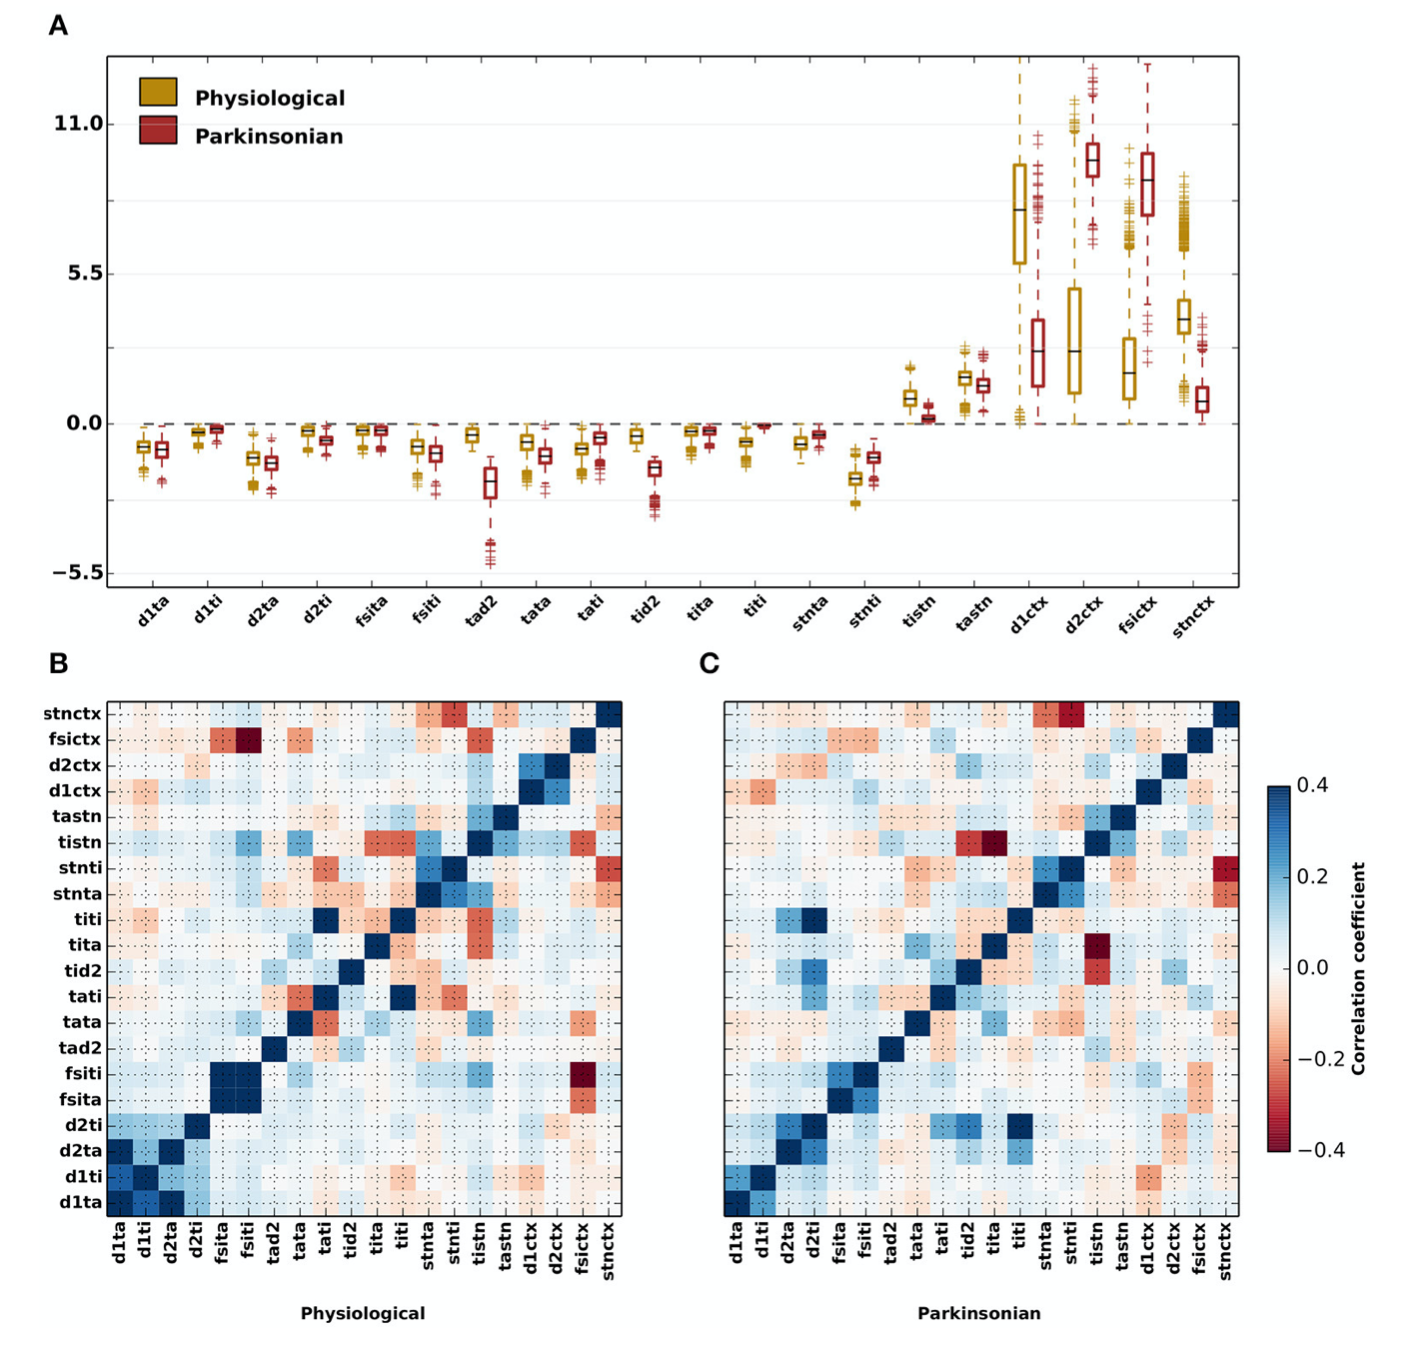 A
Physiological
Parkinsonian
11.0
5.5
0.0
−5.5
d1ta d1ti d2ta d2ti fsita fsiti tad2 tata tati tid2 tita titi stnta stnti tistn tastn d1ctx d2ctx fsictx stnctx
B
C
stnctx
fsictx
d2ctx
d1ctx
tastn
tistn
stnti
stnta
titi
tita
tid2
tati
tata
tad2
fsiti
fsita
d2ti
d2ta
d1ti
d1ta
d1ta d1ti d2ta d2ti fsita fsiti tad2 tata tati tid2 tita titi stnta stnti tistn tastn d1ctx d2ctx fsictx stnctx
Physiological
d1ta d1ti d2ta d2ti fsita fsiti tad2 tata tati tid2 tita titi stnta stnti tistn tastn d1ctx d2ctx fsictx stnctx
Parkinsonian
0.4
0.2
0.0
−0.2
−0.4
Correlation coefficient